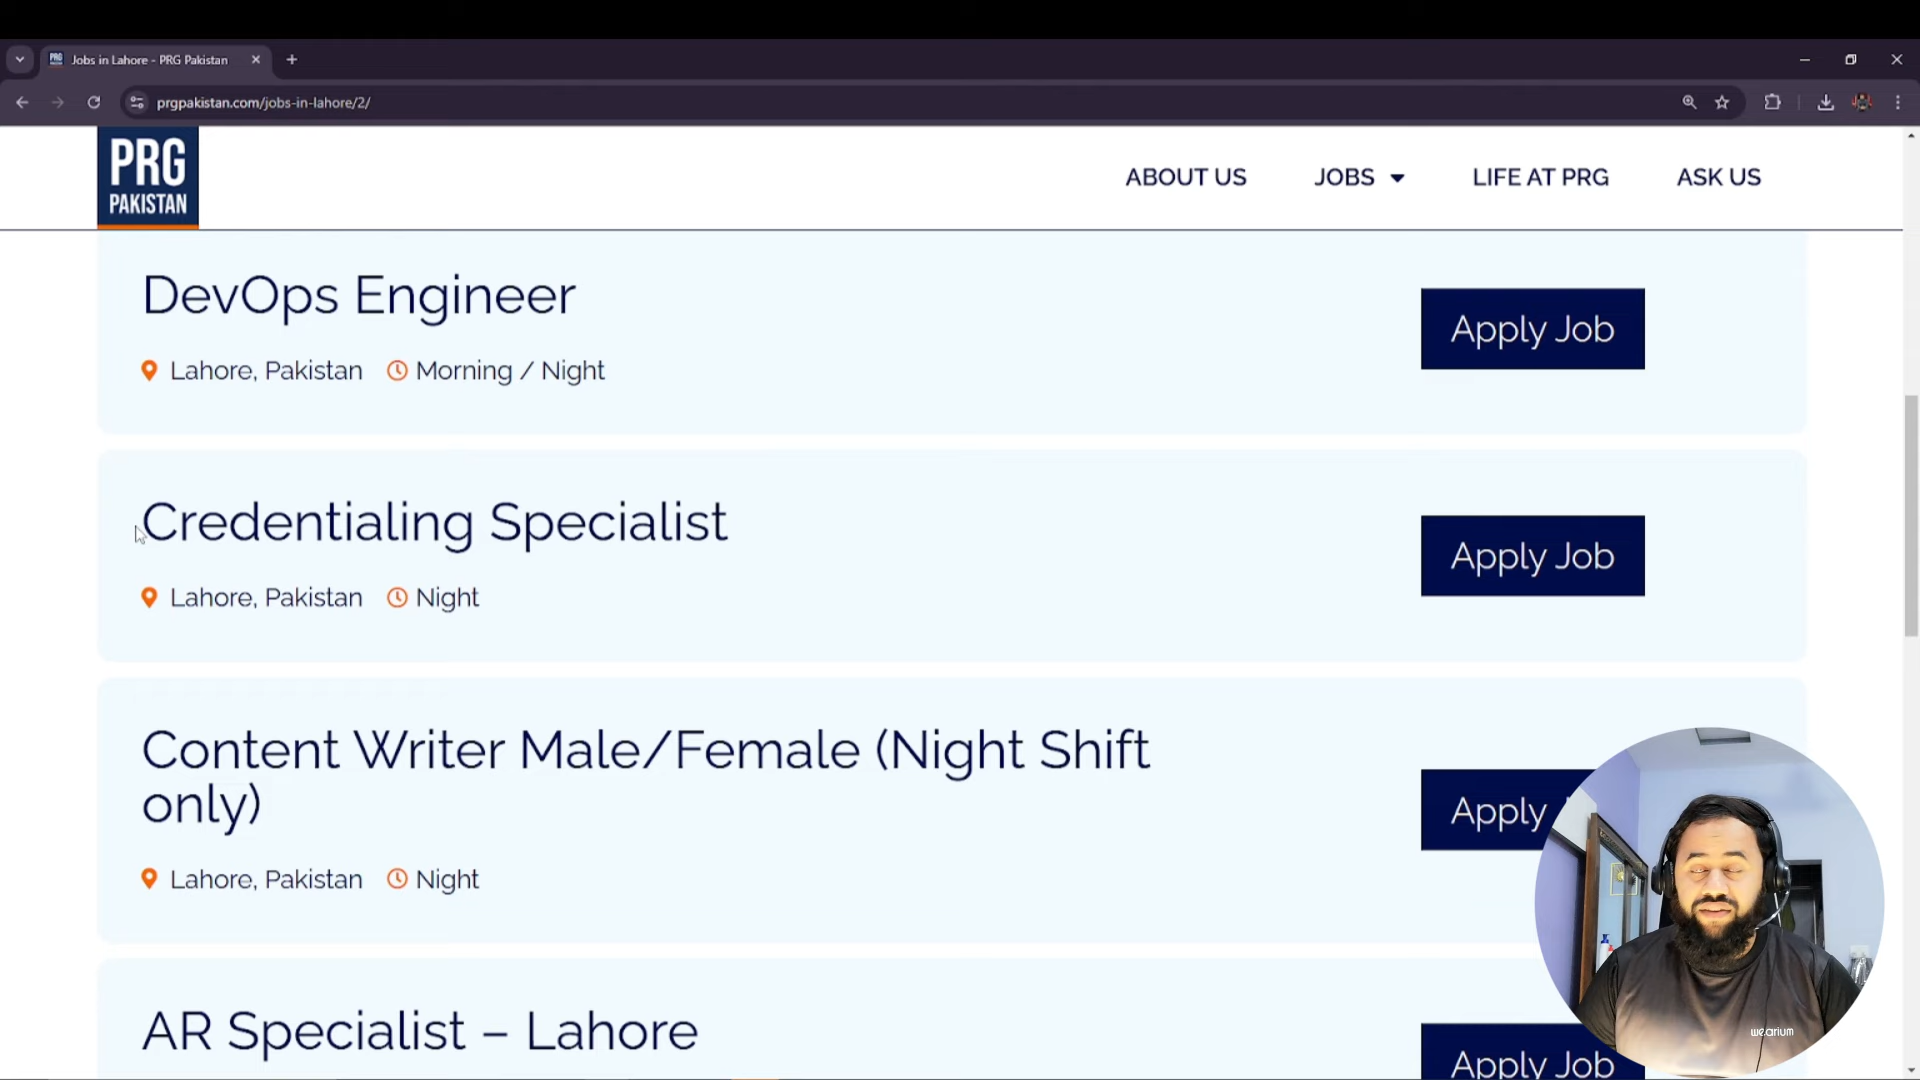 Jobs in Lahore - PRG Pakistan
prgpakistan.com/jobs-in-lahore/2/
PRG
PAKISTAN
ABOUT US
JOBS
LIFE AT PRG
ASK US
DevOps Engineer
Lahore, Pakistan
Morning / Night
Apply Job
Credentialing Specialist
Lahore, Pakistan
Night
Apply Job
Content Writer Male/Female (Night Shift
only)
Lahore, Pakistan
Night
Apply
AR Specialist – Lahore
Apply Job
wearium